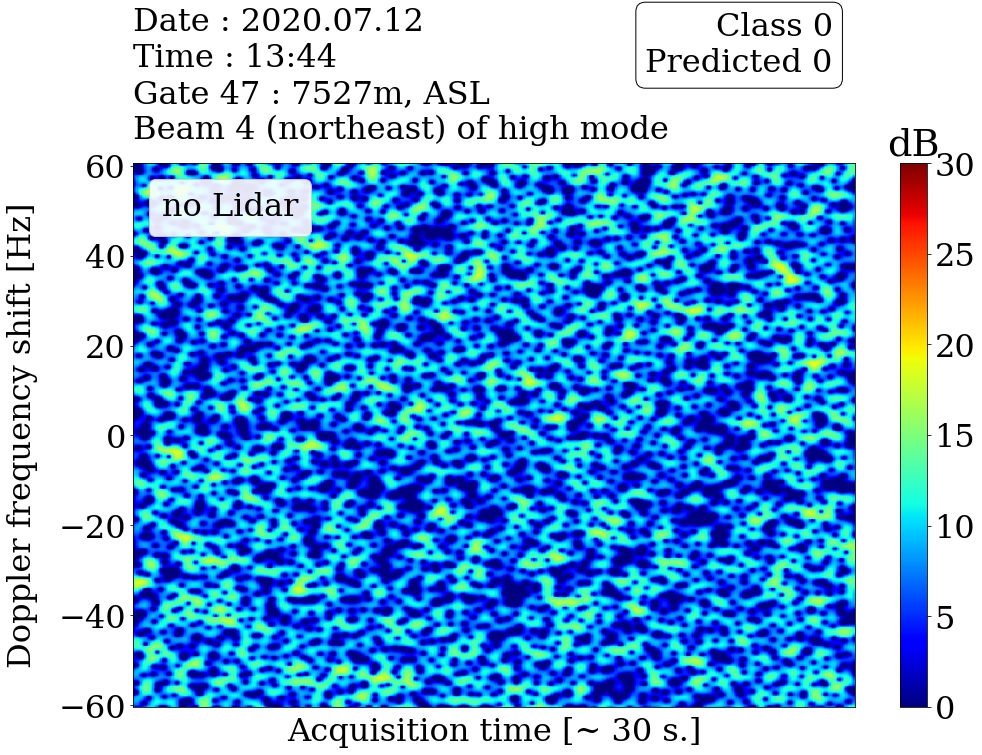 Date : 2020.07.12
Time : 13:44
Gate 47 : 7527m, ASL
Beam 4 (northeast) of high mode
Class 0
Predicted 0
dB
no Lidar
Doppler frequency shift [Hz]
60
40
20
0
−20
−40
−60
30
25
20
15
10
5
0
Acquisition time [~ 30 s.]